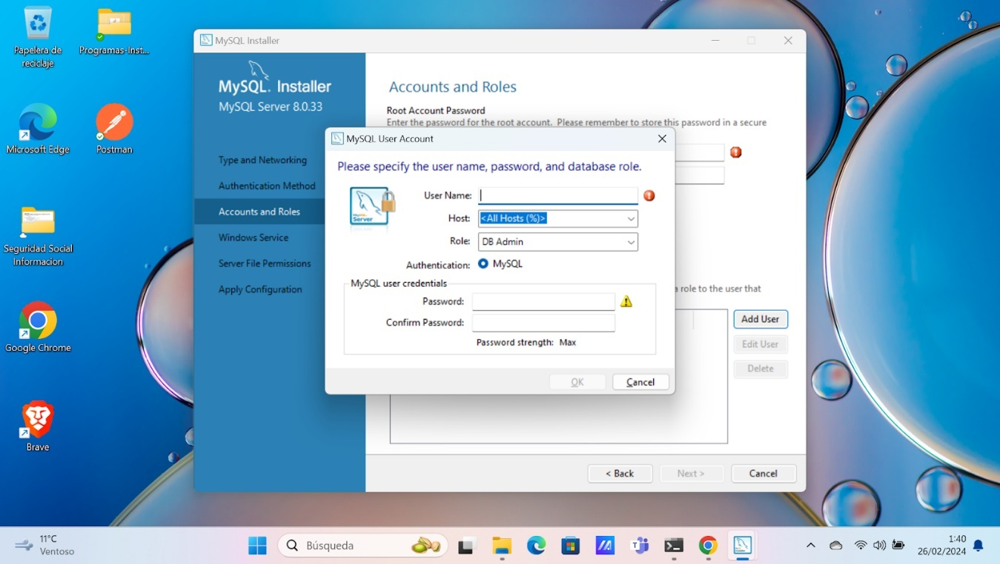 Papelera de
reciclaje
Programas-Inst...
Microsoft Edge
Postman
Seguridad Social
Informacion
Google Chrome
Brave
MySQL Installer
MySQL. Installer
MySQL Server 8.0.33
Type and Networking
Authentication Method
Accounts and Roles
Windows Service
Server File Permissions
Apply Configuration
Accounts and Roles
Root Account Password
Enter the password for the root account. Please remember to store this password in a secure
MySQL User Account
Please specify the user name, password, and database role.
MySQL
Server
User Name:
Host: <All Hosts (%)>
Role: DB Admin
Authentication: MySQL
MySQL user credentials
Password:
Confirm Password:
Password strength: Max
OK Cancel
a role to the user that
Add User
Edit User
Delete
< Back Next > Cancel
11°C
Ventoso
Búsqueda
1:40
26/02/2024